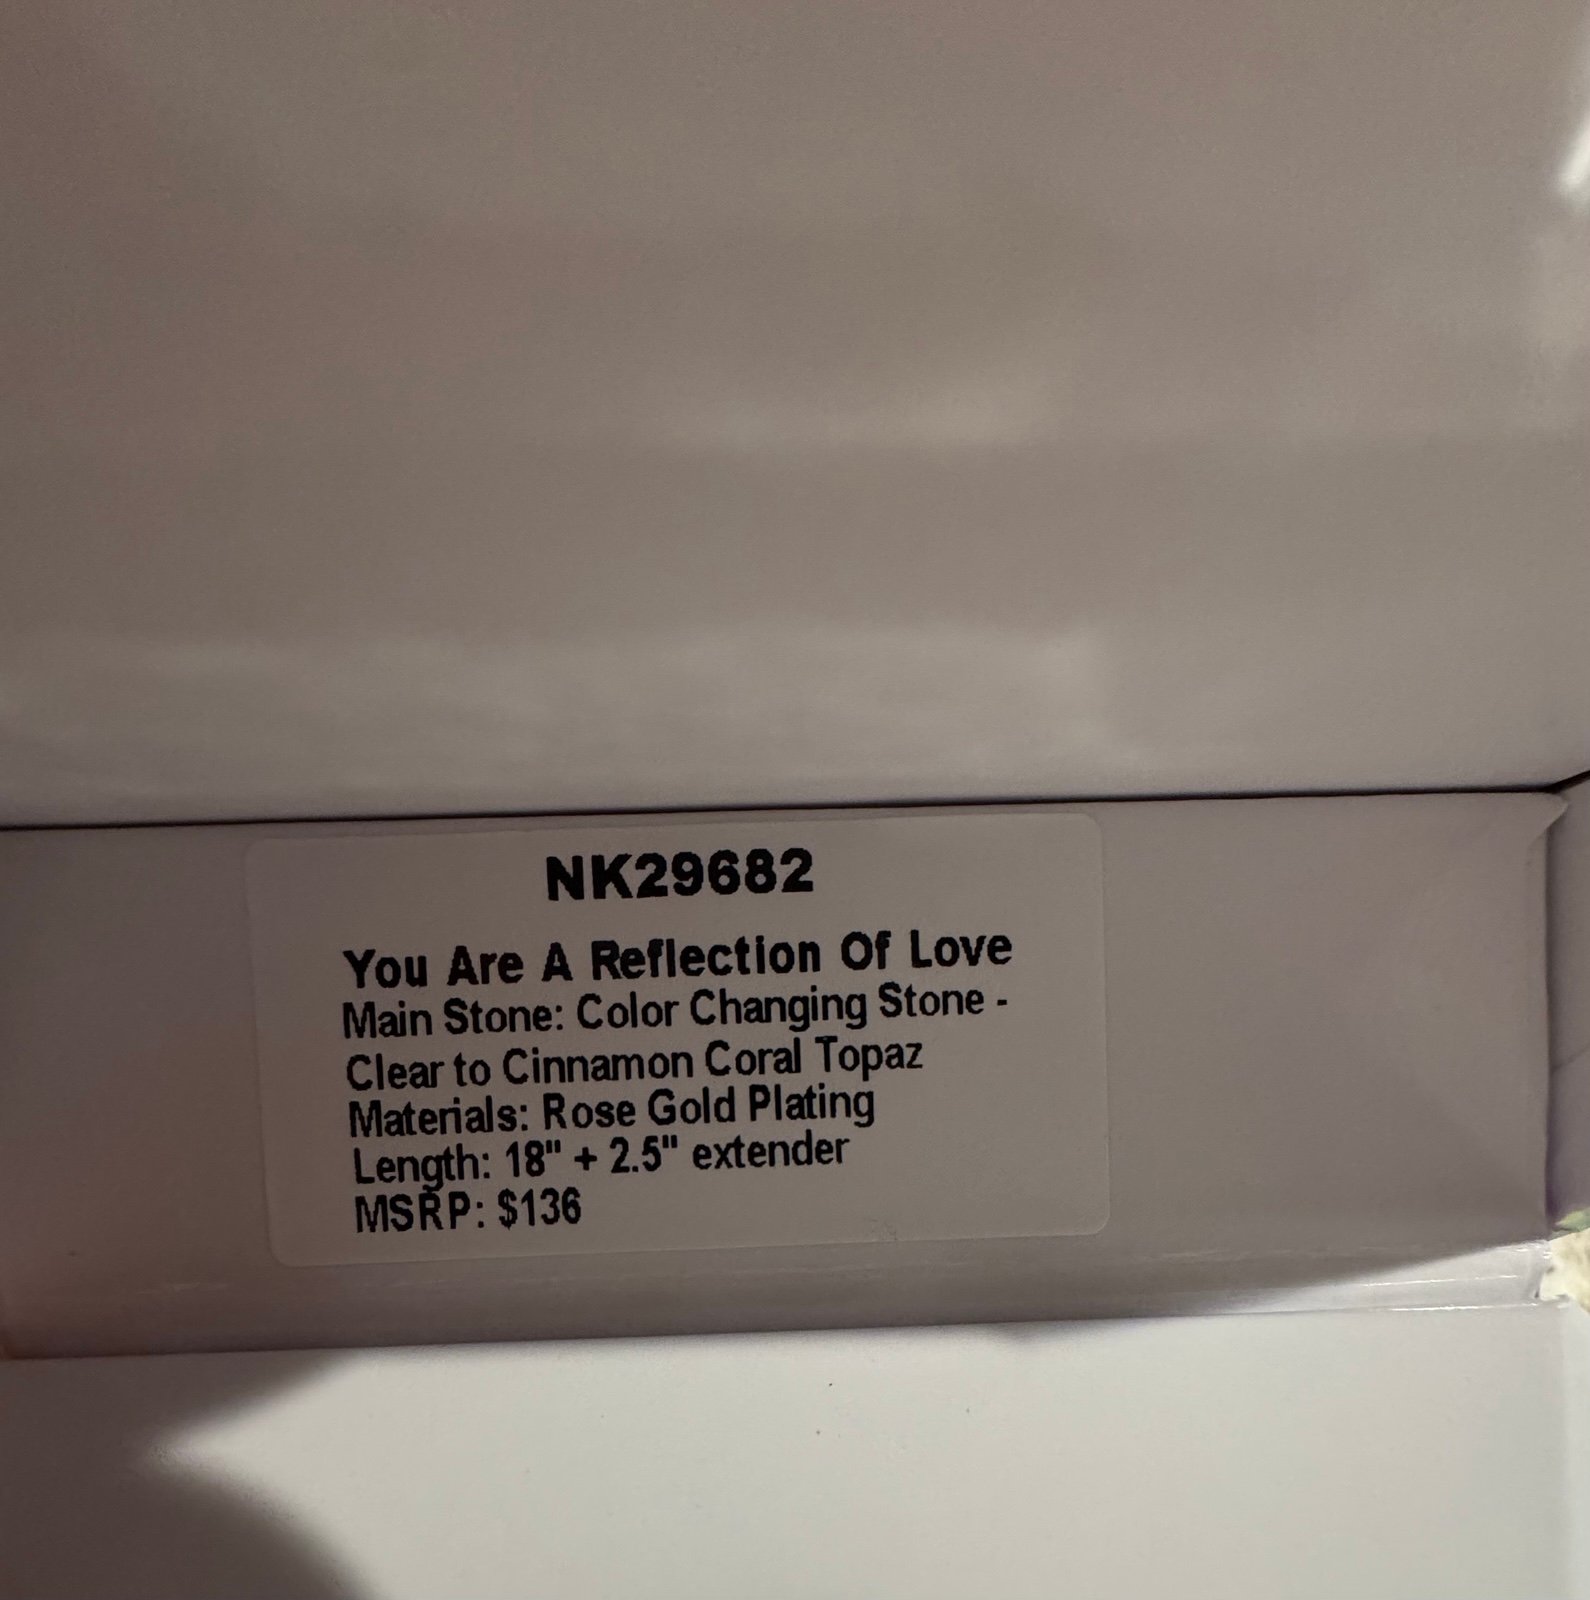 NK29682
You Are A Reflection Of Love
Main Stone: Color Changing Stone -
Clear to Cinnamon Coral Topaz
Materials: Rose Gold Plating
Length: 18" + 2.5" extender
MSRP: $136